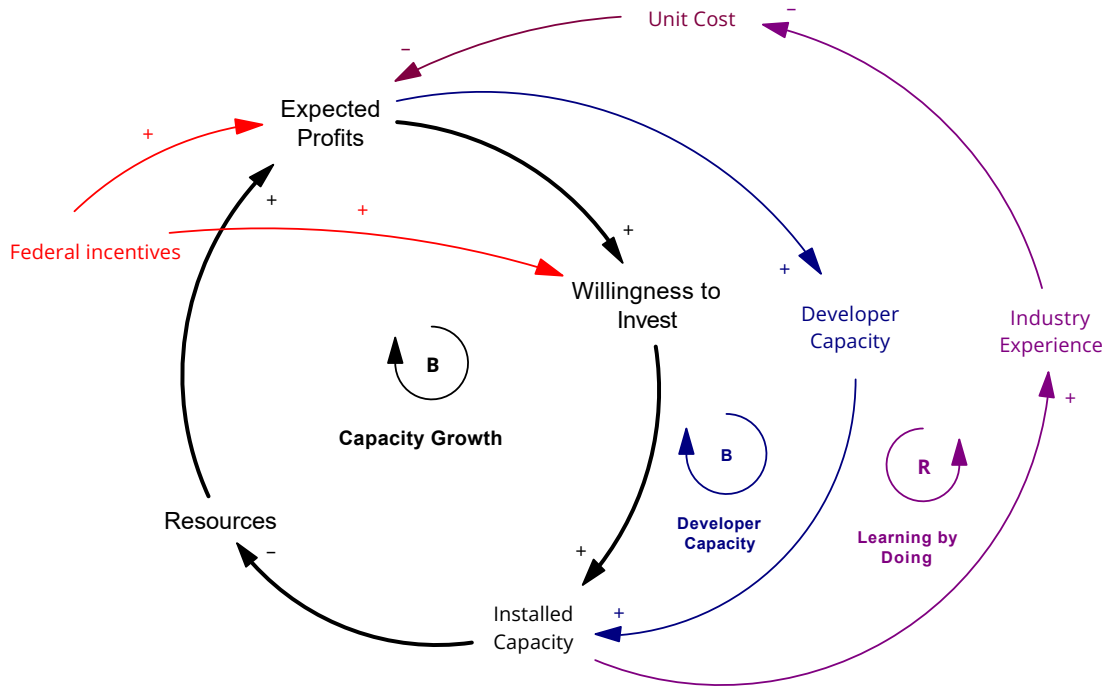 Unit Cost
−
−
Expected
Profits
+
+
+
Federal incentives
+
+
Willingness to
Invest
Developer
Capacity
Industry
Experience
B
Capacity Growth
+
B
R
Resources
Developer
Capacity
Learning by
Doing
−
+
Installed
Capacity
+